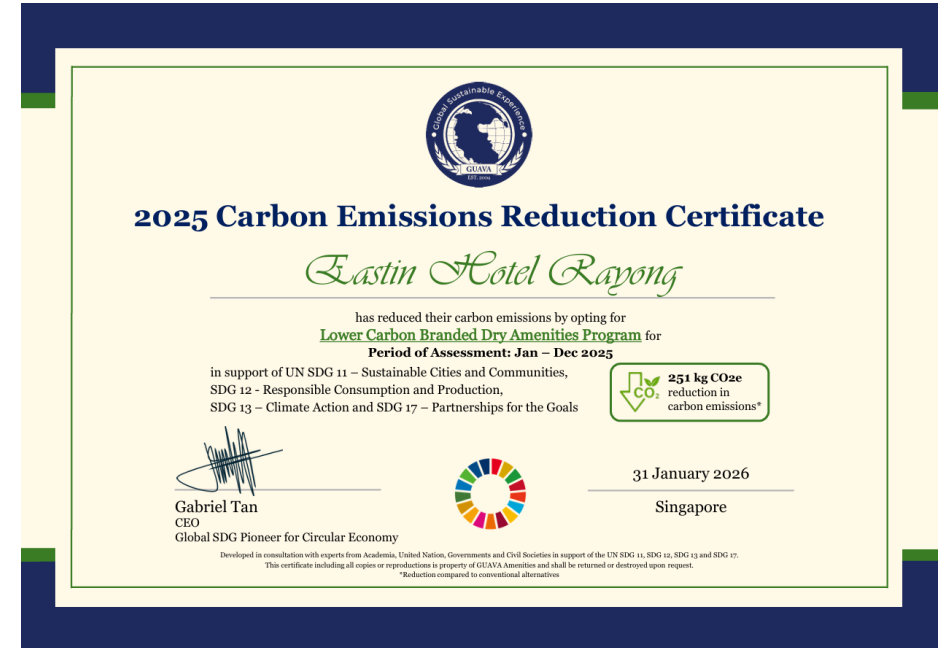 Global Sustainable Experience
GUAVA
EST. 2004
2025 Carbon Emissions Reduction Certificate
Eastin Hotel Rayong
has reduced their carbon emissions by opting for
Lower Carbon Branded Dry Amenities Program for
Period of Assessment: Jan – Dec 2025
in support of UN SDG 11 – Sustainable Cities and Communities,
SDG 12 - Responsible Consumption and Production,
SDG 13 – Climate Action and SDG 17 – Partnerships for the Goals
CO₂
251 kg CO2e
reduction in
carbon emissions*
31 January 2026
Gabriel Tan
Singapore
CEO
Global SDG Pioneer for Circular Economy
Developed in consultation with experts from Academia, United Nation, Governments and Civil Societies in support of the UN SDG 11, SDG 12, SDG 13 and SDG 17.
This certificate including all copies or reproductions is property of GUAVA Amenities and shall be returned or destroyed upon request.
*Reduction compared to conventional alternatives